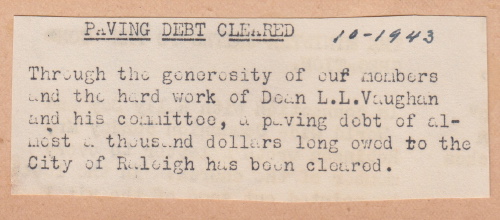 PAVING DEBT CLEARED 10-1943
Through the generosity of our members
and the hard work of Dean L.L.Vaughan
and his committee, a paving debt of al-
most a thousand dollars long owed to the
City of Raleigh has been cleared.